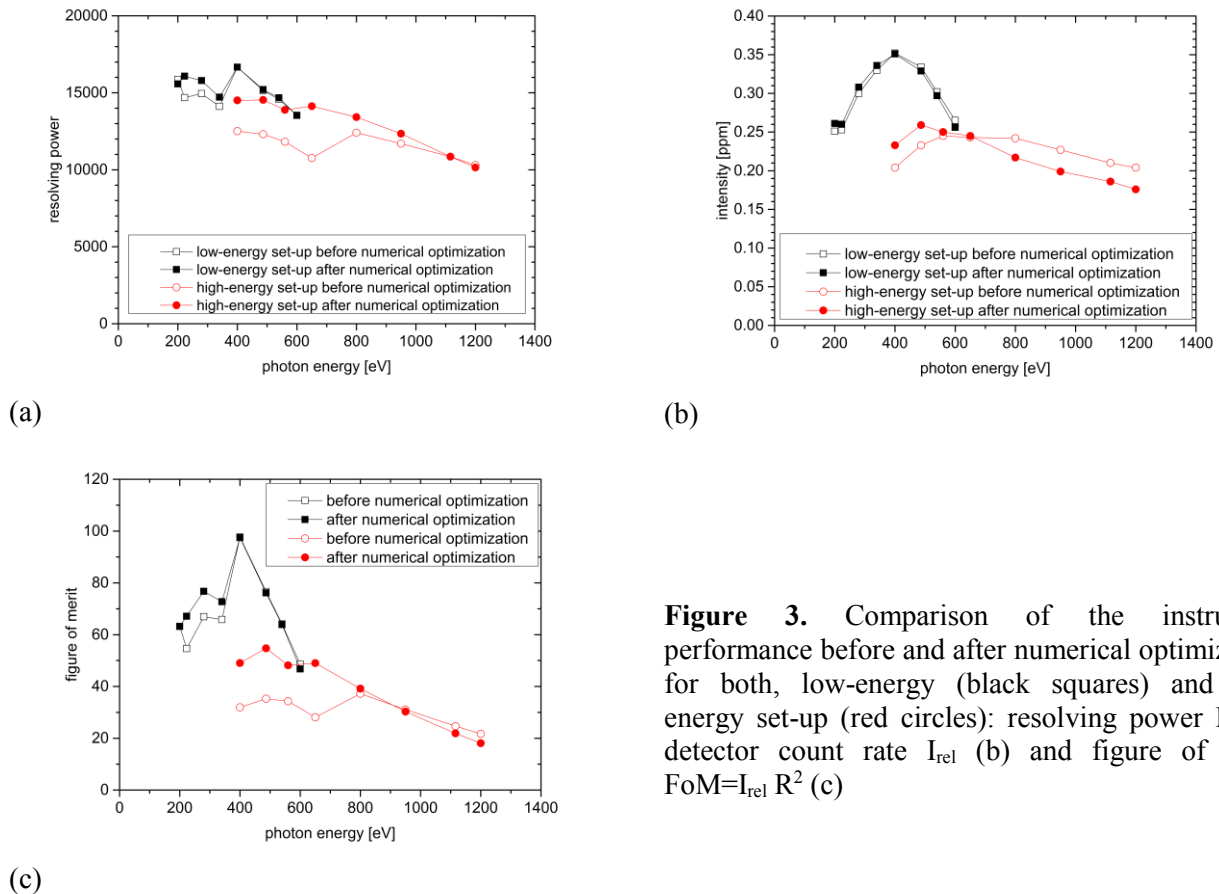 20000
15000
10000
5000
0
resolving power
low-energy set-up before numerical optimization
low-energy set-up after numerical optimization
high-energy set-up before numerical optimization
high-energy set-up after numerical optimization
0 200 400 600 800 1000 1200 1400
photon energy [eV]
(a)
0.40
0.35
0.30
0.25
0.20
0.15
0.10
0.05
0.00
intensity [ppm]
low-energy set-up before numerical optimization
low-energy set-up after numerical optimization
high-energy set-up before numerical optimization
high-energy set-up after numerical optimization
200 400 600 800 1000 1200 1400
photon energy [eV]
(b)
120
100
80
60
40
20
0
figure of merit
before numerical optimization
after numerical optimization
before numerical optimization
after numerical optimization
0 200 400 600 800 1000 1200 1400
photon energy [eV]
(c)
Figure 3. Comparison of the instru
performance before and after numerical optimiz
for both, low-energy (black squares) and
energy set-up (red circles): resolving power
detector count rate I_rel (b) and figure of
FoM=I_rel R² (c)